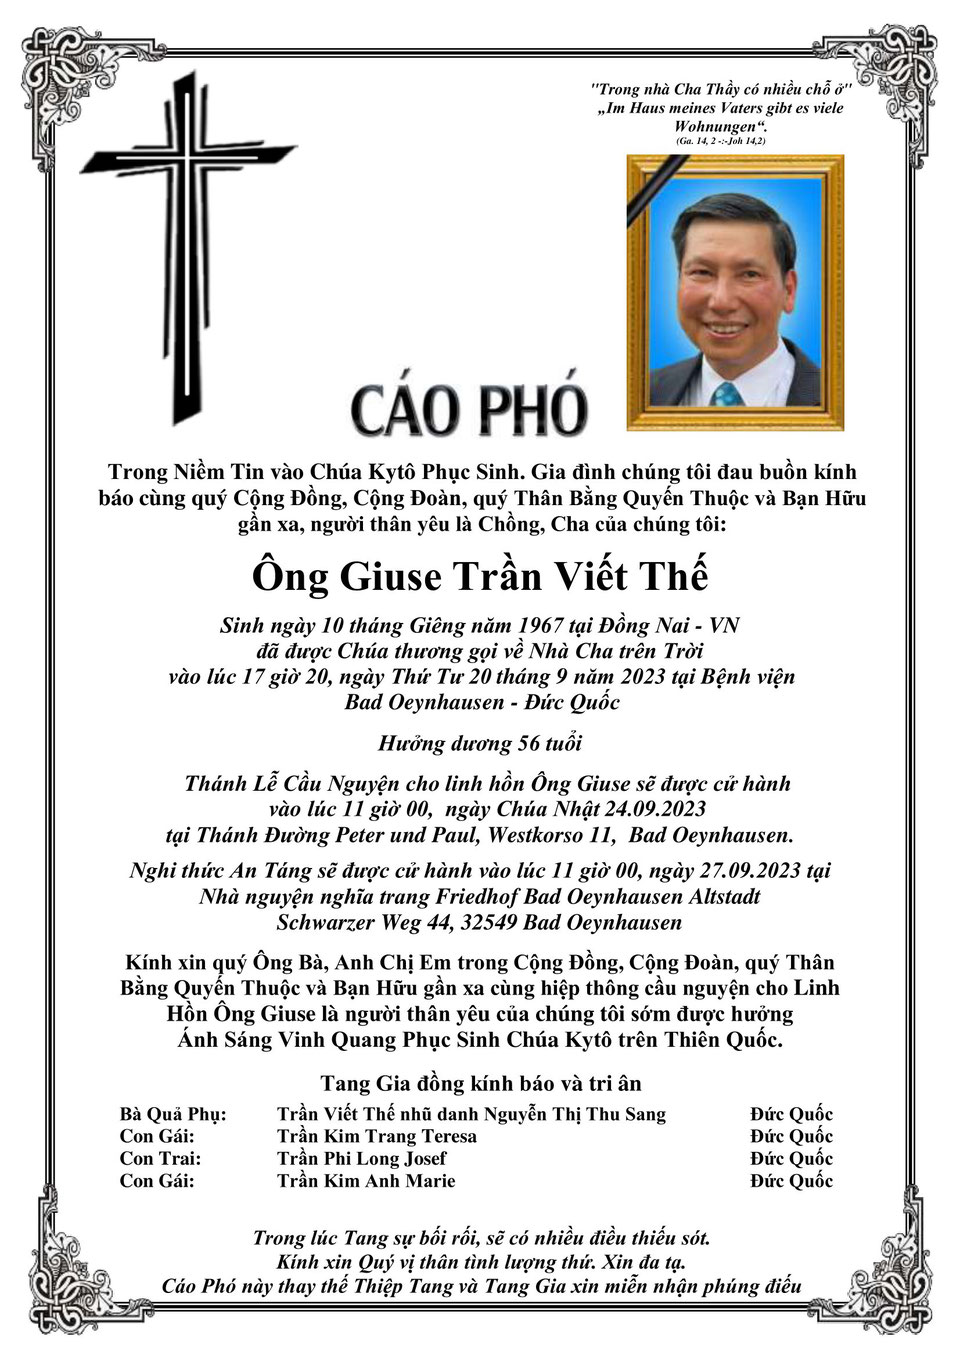 "Trong nhà Cha Thầy có nhiều chỗ ở"
„Im Haus meines Vaters gibt es viele
Wohnungen“.
(Ga. 14, 2 -:-Joh 14,2)
CÁO PHÓ
Trong Niềm Tin vào Chúa Kytô Phục Sinh. Gia đình chúng tôi đau buồn kính
báo cùng quý Cộng Đồng, Cộng Đoàn, quý Thân Bằng Quyến Thuộc và Bạn Hữu
gần xa, người thân yêu là Chồng, Cha của chúng tôi:
Ông Giuse Trần Viết Thế
Sinh ngày 10 tháng Giêng năm 1967 tại Đồng Nai - VN
đã được Chúa thương gọi về Nhà Cha trên Trời
vào lúc 17 giờ 20, ngày Thứ Tư 20 tháng 9 năm 2023 tại Bệnh viện
Bad Oeynhausen - Đức Quốc
Hưởng dương 56 tuổi
Thánh Lễ Cầu Nguyện cho linh hồn Ông Giuse sẽ được cử hành
vào lúc 11 giờ 00, ngày Chúa Nhật 24.09.2023
tại Thánh Đường Peter und Paul, Westkorso 11, Bad Oeynhausen.
Nghi thức An Táng sẽ được cử hành vào lúc 11 giờ 00, ngày 27.09.2023 tại
Nhà nguyện nghĩa trang Friedhof Bad Oeynhausen Altstadt
Schwarzer Weg 44, 32549 Bad Oeynhausen
Kính xin quý Ông Bà, Anh Chị Em trong Cộng Đồng, Cộng Đoàn, quý Thân
Bằng Quyến Thuộc và Bạn Hữu gần xa cùng hiệp thông cầu nguyện cho Linh
Hồn Ông Giuse là người thân yêu của chúng tôi sớm được hưởng
Ánh Sáng Vinh Quang Phục Sinh Chúa Kytô trên Thiên Quốc.
Tang Gia đồng kính báo và tri ân
Bà Quả Phụ: Trần Viết Thế nhũ danh Nguyễn Thị Thu Sang Đức Quốc
Con Gái: Trần Kim Trang Teresa Đức Quốc
Con Trai: Trần Phi Long Josef Đức Quốc
Con Gái: Trần Kim Anh Marie Đức Quốc
Trong lúc Tang sự bối rối, sẽ có nhiều điều thiếu sót.
Kính xin Quý vị thân tình lượng thứ. Xin đa tạ.
Cáo Phó này thay thế Thiệp Tang và Tang Gia xin miễn nhận phúng điếu